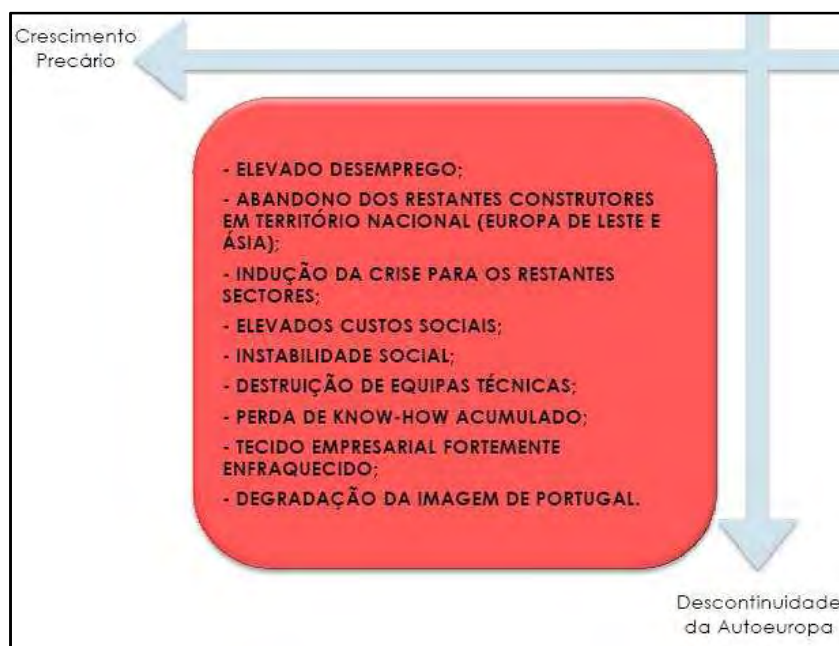 Crescimento
Precário
- ELEVADO DESEMPREGO;
- ABANDONO DOS RESTANTES CONSTRUTORES
EM TERRITÓRIO NACIONAL (EUROPA DE LESTE E
ÁSIA);
- INDUÇÃO DA CRISE PARA OS RESTANTES
SECTORES;
- ELEVADOS CUSTOS SOCIAIS;
- INSTABILIDADE SOCIAL;
- DESTRUIÇÃO DE EQUIPAS TÉCNICAS;
- PERDA DE KNOW-HOW ACUMULADO;
- TECIDO EMPRESARIAL FORTEMENTE
ENFRAQUECIDO;
- DEGRADAÇÃO DA IMAGEM DE PORTUGAL.
Descontinuidade
da Autoeuropa